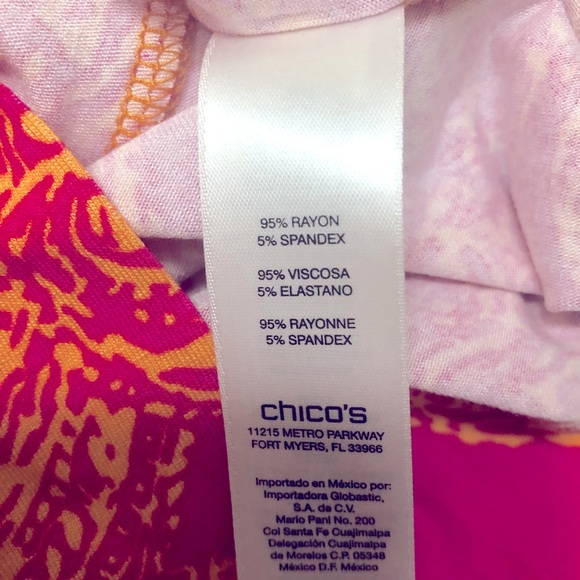 95% RAYON
5% SPANDEX
95% VISCOSA
5% ELASTANO
95% RAYONNE
5% SPANDEX
chico's
11215 METRO PARKWAY
FORT MYERS, FL 33966
Importado en México por:
Importadora Globastic,
S.A. de C.V.
Mario Pani No. 200
Col Santa Fe Cuajimalpa
Delegación Cuajimalpa
de Morelos C.P. 05348
México D.F. México